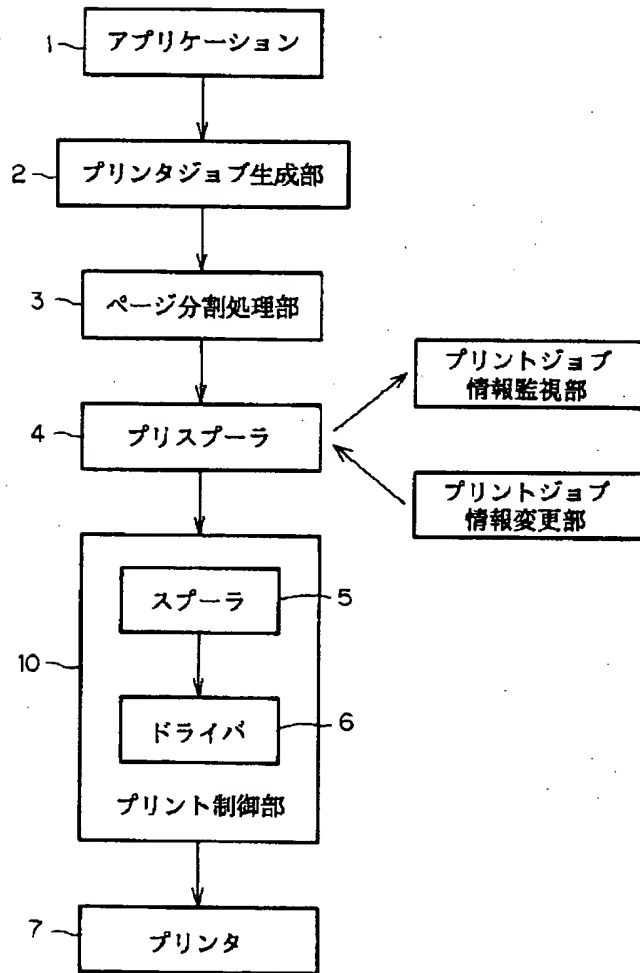 1
アプリケーション
2
プリンタジョブ生成部
3
ページ分割処理部
プリントジョブ
情報監視部
4
プリスプーラ
プリントジョブ
情報変更部
スプーラ
5
10
ドライバ
6
プリント制御部
7
プリンタ